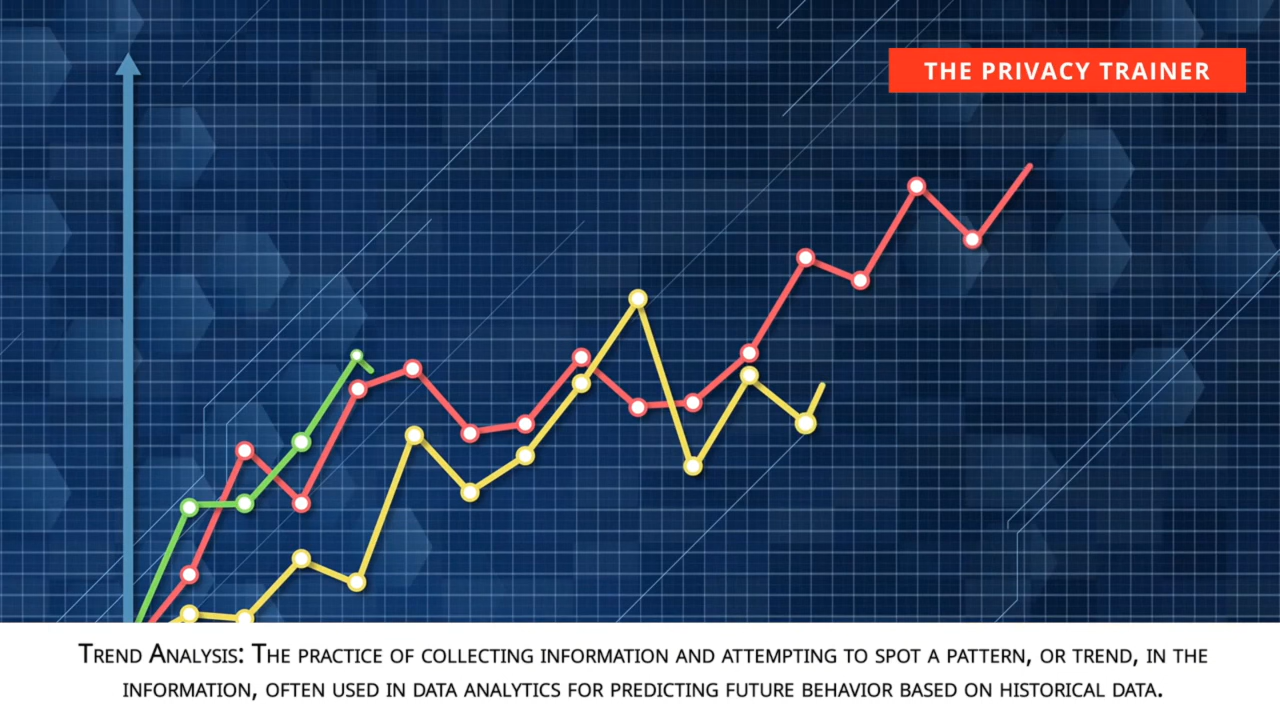 THE PRIVACY TRAINER
Trend Analysis: The practice of collecting information and attempting to spot a pattern, or trend, in the
information, often used in data analytics for predicting future behavior based on historical data.